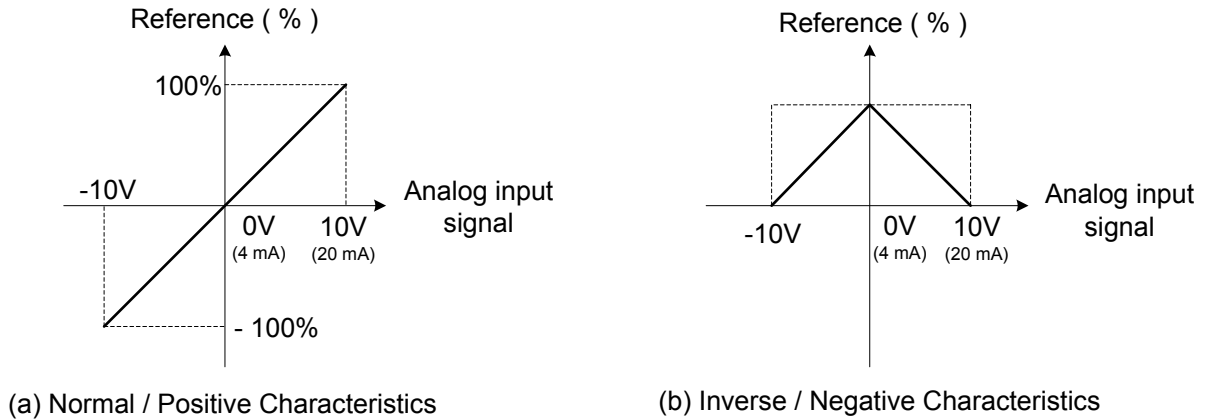 Reference ( % )
100%
-10V
0V
(4 mA)
10V
(20 mA)
Analog input
signal
- 100%
(a) Normal / Positive Characteristics
Reference ( % )
-10V
0V
(4 mA)
10V
(20 mA)
Analog input
signal
(b) Inverse / Negative Characteristics